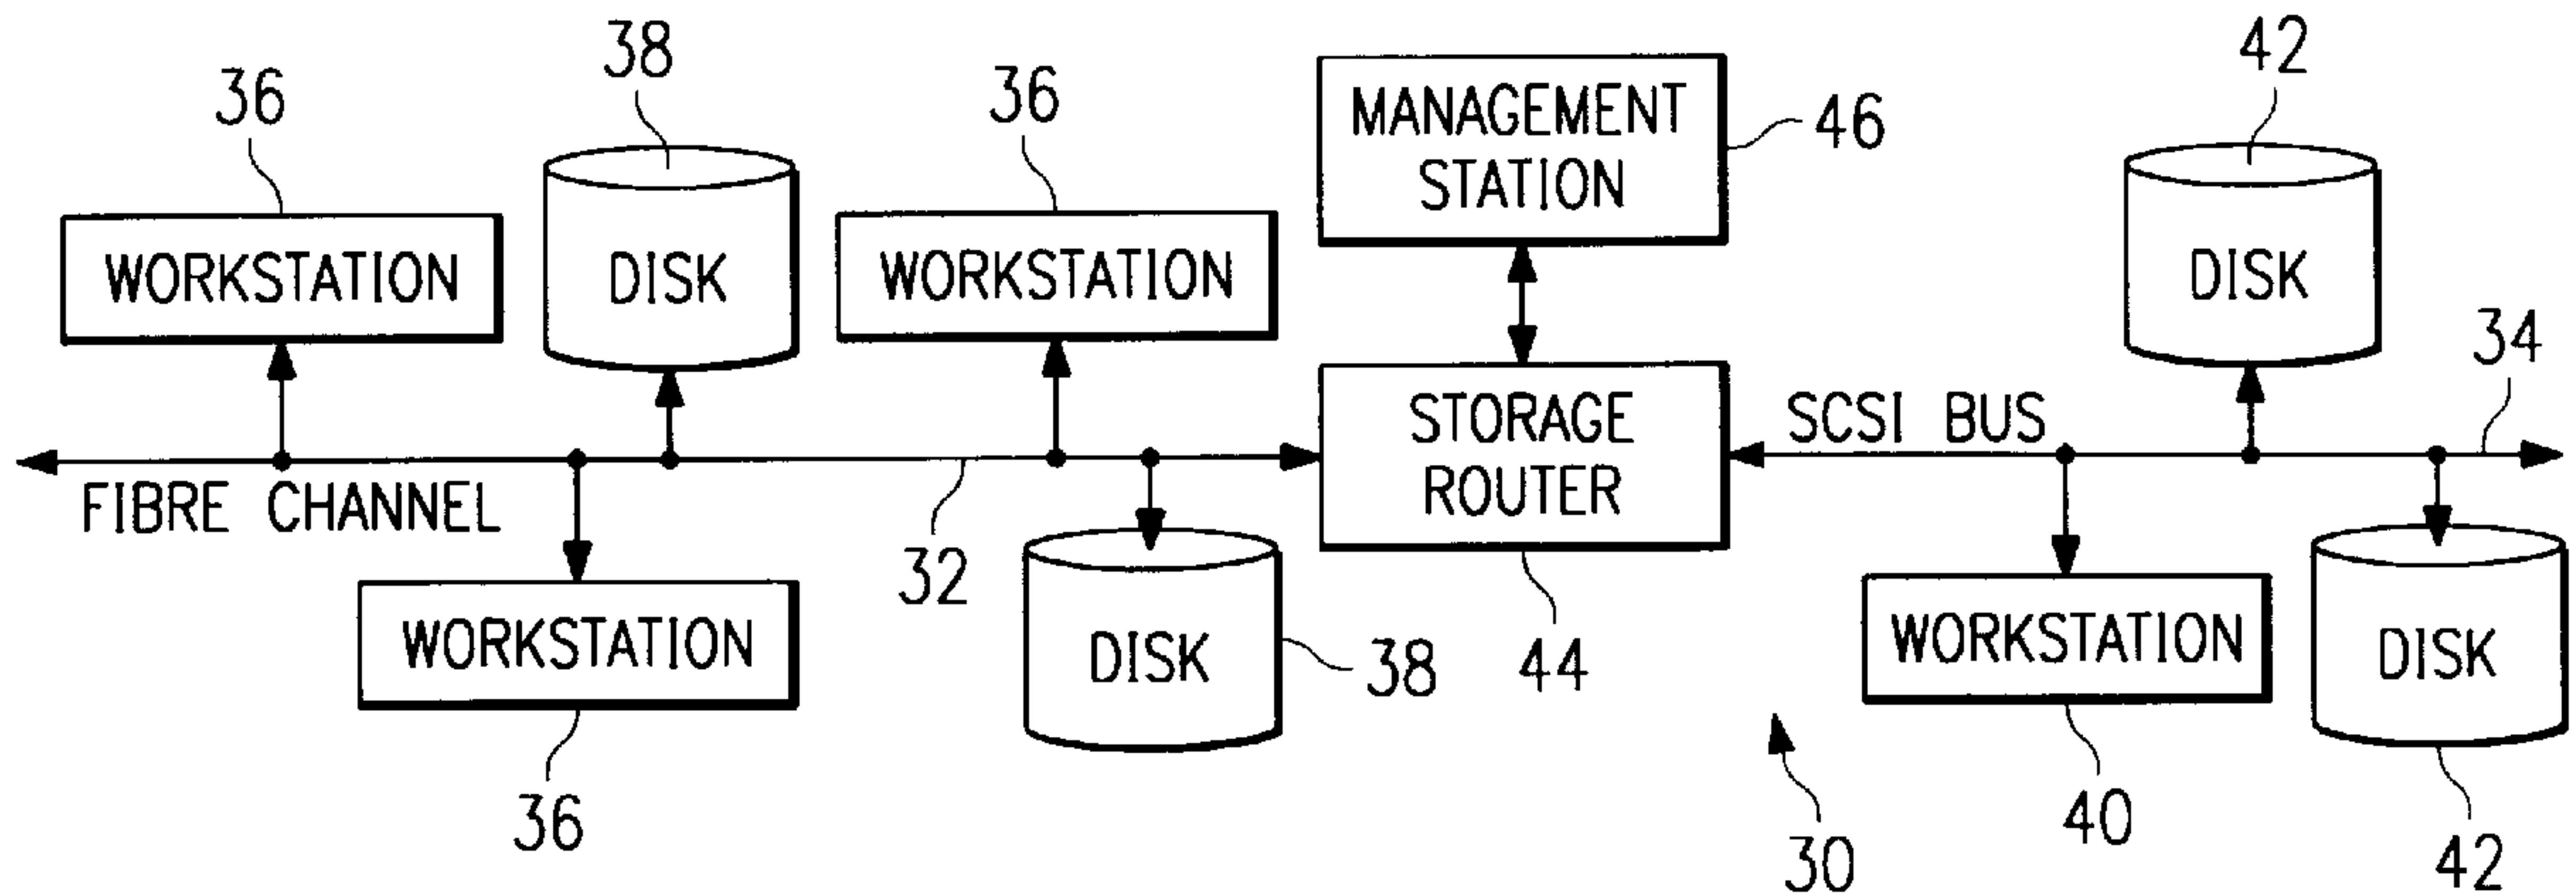 38
42
36
36
MANAGEMENT
STATION
46
WORKSTATION
DISK
WORKSTATION
DISK
34
STORAGE
ROUTER
SCSI BUS
FIBRE CHANNEL
32
WORKSTATION
DISK
38
44
WORKSTATION
DISK
36
30
40
42